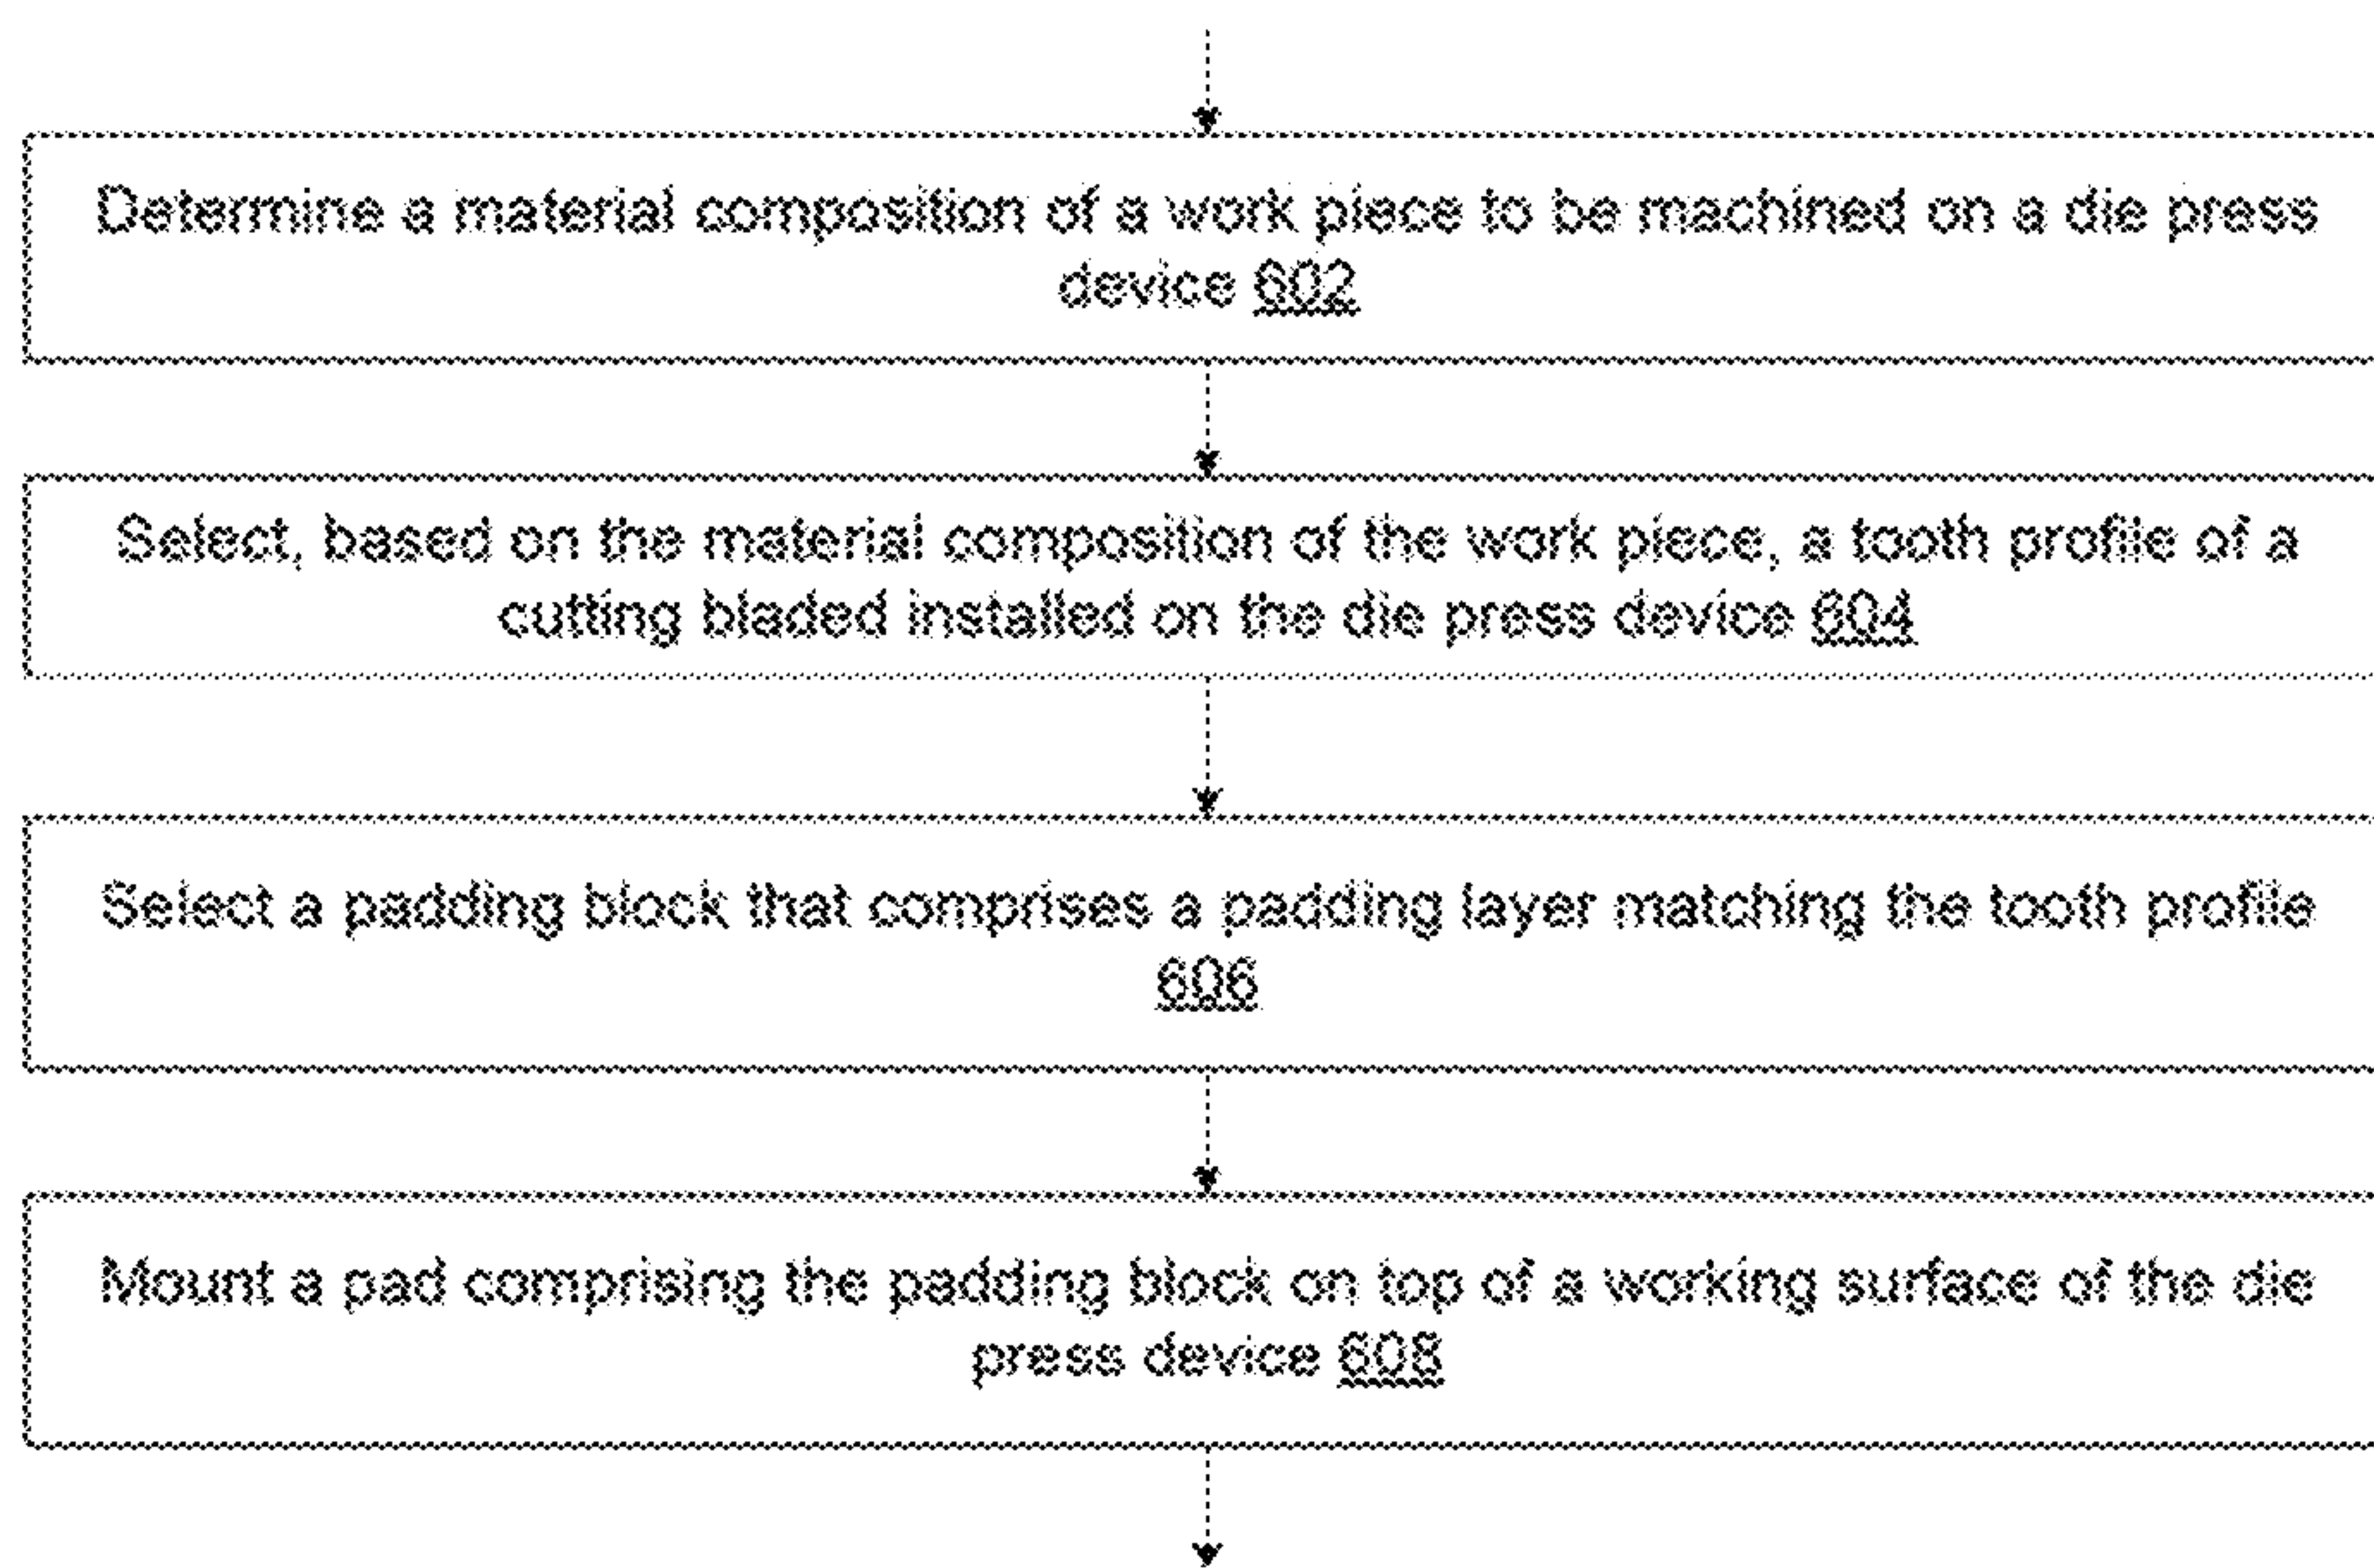 Determine a material composition of a work piece to be machined on a die press
device 602
Select, based on the material composition of the work piece, a tooth profile of a
cutting bladed installed on the die press device 604
Select a padding block that comprises a padding layer matching the tooth profile
606
Mount a pad comprising the padding block on top of a working surface of the die
press device 608